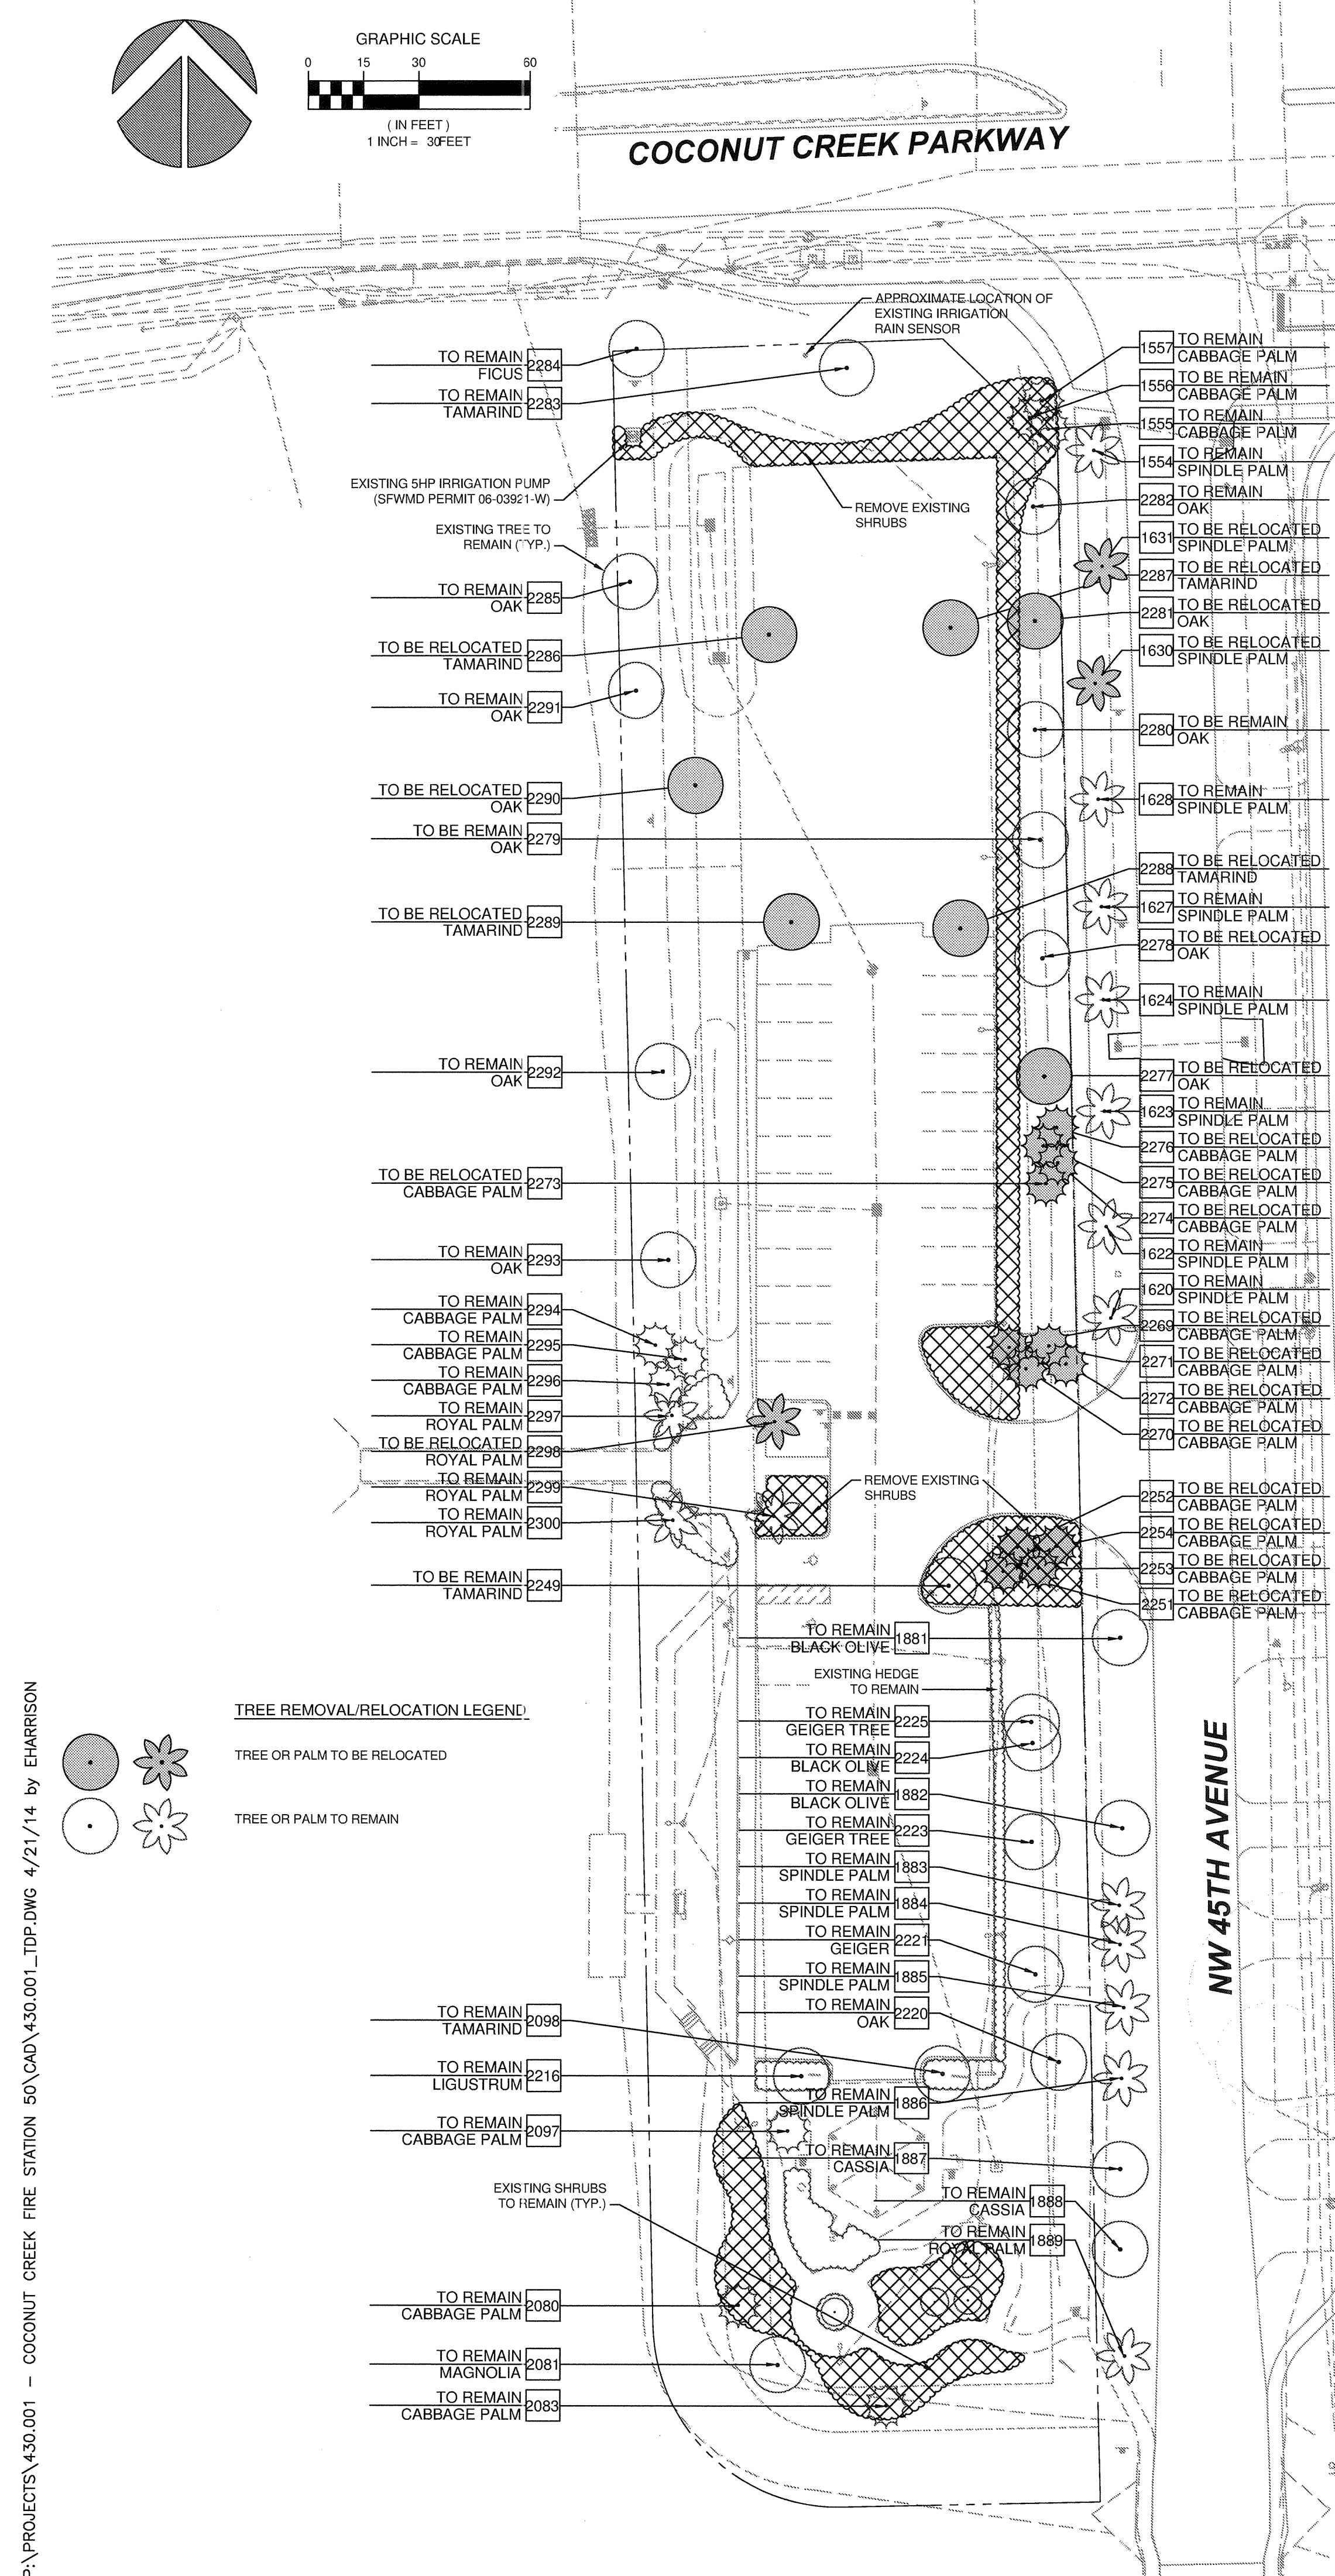 GRAPHIC SCALE
0 15 30 60
( IN FEET )
1 INCH = 30FEET
COCONUT CREEK PARKWAY
APPROXIMATE LOCATION OF
EXISTING IRRIGATION
RAIN SENSOR
TO REMAIN
FICUS
2284
TO REMAIN
TAMARIND
2283
EXISTING 5HP IRRIGATION PUMP
(SFWMD PERMIT 06-03921-W)
EXISTING TREE TO
REMAIN (TYP.)
REMOVE EXISTING
SHRUBS
TO REMAIN
OAK
2285
TO BE RELOCATED
TAMARIND
2286
TO REMAIN
OAK
2291
TO BE RELOCATED
OAK
2290
TO BE REMAIN
OAK
2279
TO BE RELOCATED
TAMARIND
2289
TO REMAIN
OAK
2292
TO BE RELOCATED
CABBAGE PALM
2273
TO REMAIN
OAK
2293
TO REMAIN
CABBAGE PALM
2294
TO REMAIN
CABBAGE PALM
2295
TO REMAIN
CABBAGE PALM
2296
TO REMAIN
ROYAL PALM
2297
TO BE RELOCATED
ROYAL PALM
2298
TO REMAIN
ROYAL PALM
2299
TO REMAIN
ROYAL PALM
2300
TO BE REMAIN
TAMARIND
2249
1557
TO REMAIN
CABBAGE PALM
1556
TO BE REMAIN
CABBAGE PALM
1555
TO REMAIN
CABBAGE PALM
1554
TO REMAIN
SPINDLE PALM
2282
TO REMAIN
OAK
1631
TO BE RELOCATED
SPINDLE PALM
2287
TO BE RELOCATED
TAMARIND
2281
TO BE RELOCATED
OAK
1630
TO BE RELOCATED
SPINDLE PALM
2280
TO BE REMAIN
OAK
1628
TO REMAIN
SPINDLE PALM
2288
TO BE RELOCATED
TAMARIND
1627
TO REMAIN
SPINDLE PALM
2278
TO BE RELOCATED
OAK
1624
TO REMAIN
SPINDLE PALM
2277
TO BE RELOCATED
OAK
1623
TO REMAIN
SPINDLE PALM
2276
TO BE RELOCATED
CABBAGE PALM
2275
TO BE RELOCATED
CABBAGE PALM
2274
TO BE RELOCATED
CABBAGE PALM
1622
TO REMAIN
SPINDLE PALM
1620
TO REMAIN
SPINDLE PALM
2269
TO BE RELOCATED
CABBAGE PALM
2271
TO BE RELOCATED
CABBAGE PALM
2272
TO BE RELOCATED
CABBAGE PALM
2270
TO BE RELOCATED
CABBAGE PALM
REMOVE EXISTING
SHRUBS
2252
TO BE RELOCATED
CABBAGE PALM
2254
TO BE RELOCATED
CABBAGE PALM
2253
TO BE RELOCATED
CABBAGE PALM
2251
TO BE RELOCATED
CABBAGE PALM
TO REMAIN
BLACK OLIVE
1881
EXISTING HEDGE
TO REMAIN
TO REMAIN
GEIGER TREE
2225
TO REMAIN
BLACK OLIVE
2224
TO REMAIN
BLACK OLIVE
1882
TO REMAIN
GEIGER TREE
2223
TO REMAIN
SPINDLE PALM
1883
TO REMAIN
SPINDLE PALM
1884
TO REMAIN
GEIGER
2221
TO REMAIN
SPINDLE PALM
1885
TO REMAIN
OAK
2220
TREE REMOVAL/RELOCATION LEGEND
TREE OR PALM TO BE RELOCATED
TREE OR PALM TO REMAIN
NW 45TH AVENUE
TO REMAIN
TAMARIND
2098
TO REMAIN
LIGUSTRUM
2216
TO REMAIN
SPINDLE PALM
1886
TO REMAIN
CABBAGE PALM
2097
TO REMAIN
CASSIA
1887
EXISTING SHRUBS
TO REMAIN (TYP.)
TO REMAIN
CASSIA
1888
TO REMAIN
ROYAL PALM
1889
TO REMAIN
CABBAGE PALM
2080
TO REMAIN
MAGNOLIA
2081
TO REMAIN
CABBAGE PALM
2083
P:\PROJECTS\430.001 - COCONUT CREEK FIRE STATION 50\CAD\430.001_TDP.DWG 4/21/14 by EHARRISON